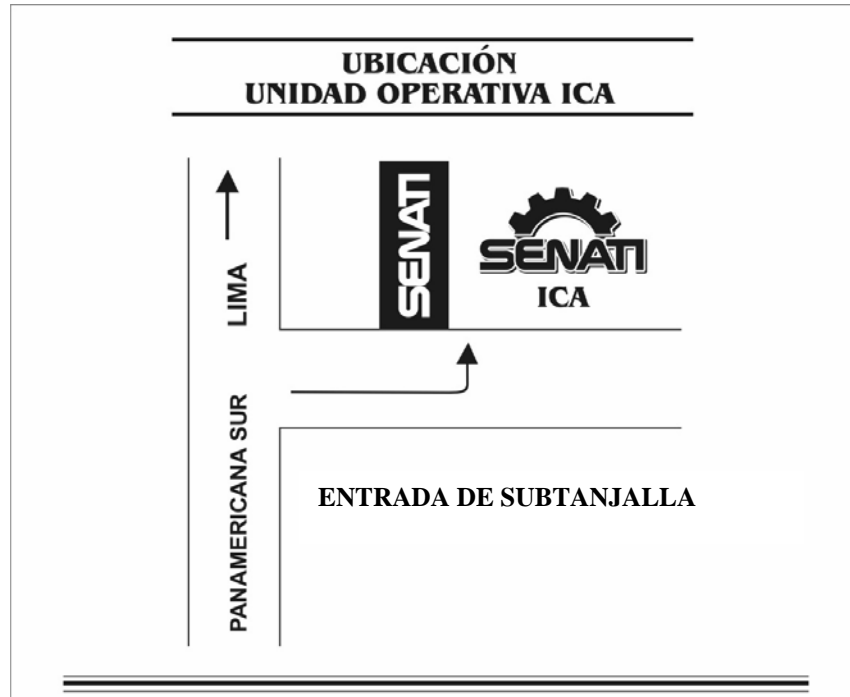 UBICACIÓN
UNIDAD OPERATIVA ICA
SENATI
SENATI
ICA
LIMA
PANAMERICANA SUR
ENTRADA DE SUBTANJALLA